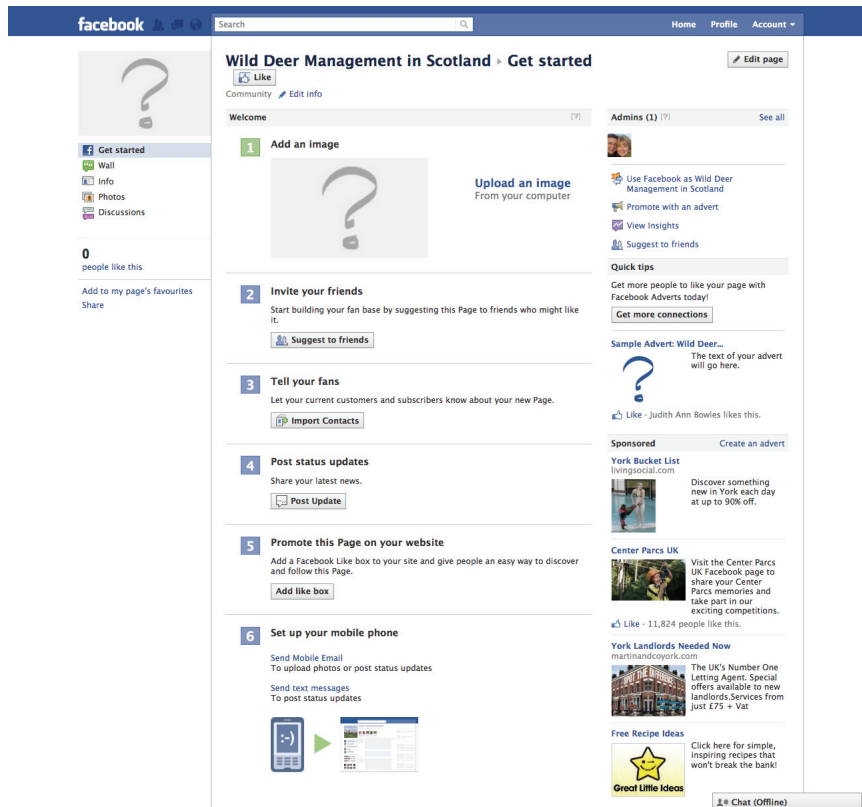 facebook
Search
Home Profile Account
Wild Deer Management in Scotland ▸ Get started
Like
Community Edit info
Edit page
Get started
Wall
Info
Photos
Discussions
0
people like this
Add to my page's favourites
Share
Welcome [?]
1 Add an image
Upload an image
From your computer
2 Invite your friends
Start building your fan base by suggesting this Page to friends who might like
it.
Suggest to friends
3 Tell your fans
Let your current customers and subscribers know about your new Page.
Import Contacts
4 Post status updates
Share your latest news.
Post Update
5 Promote this Page on your website
Add a Facebook Like box to your site and give people an easy way to discover
and follow this Page.
Add like box
6 Set up your mobile phone
Send Mobile Email
To upload photos or post status updates
Send text messages
To post status updates
:-)
Admins (1) [?] See all
Use Facebook as Wild Deer
Management in Scotland
Promote with an advert
View Insights
Suggest to friends
Quick tips
Get more people to like your page with
Facebook Adverts today!
Get more connections
Sample Advert: Wild Deer...
The text of your advert
will go here.
Like · Judith Ann Bowles likes this.
Sponsored Create an advert
York Bucket List
livingsocial.com
Discover something
new in York each day
at up to 90% off.
Center Parcs UK
Visit the Center Parcs
UK Facebook page to
share your Center
Parcs memories and
take part in our
exciting competitions.
Like · 11,824 people like this.
York Landlords Needed Now
martinandcoyork.com
SPOT THE DIFFERENCE
The UK's Number One
Letting Agent. Special
offers available to new
landlords.Services from
just £75 + Vat
Free Recipe Ideas
Great Little Ideas
Click here for simple,
inspiring recipes that
won't break the bank!
Chat (Offline)